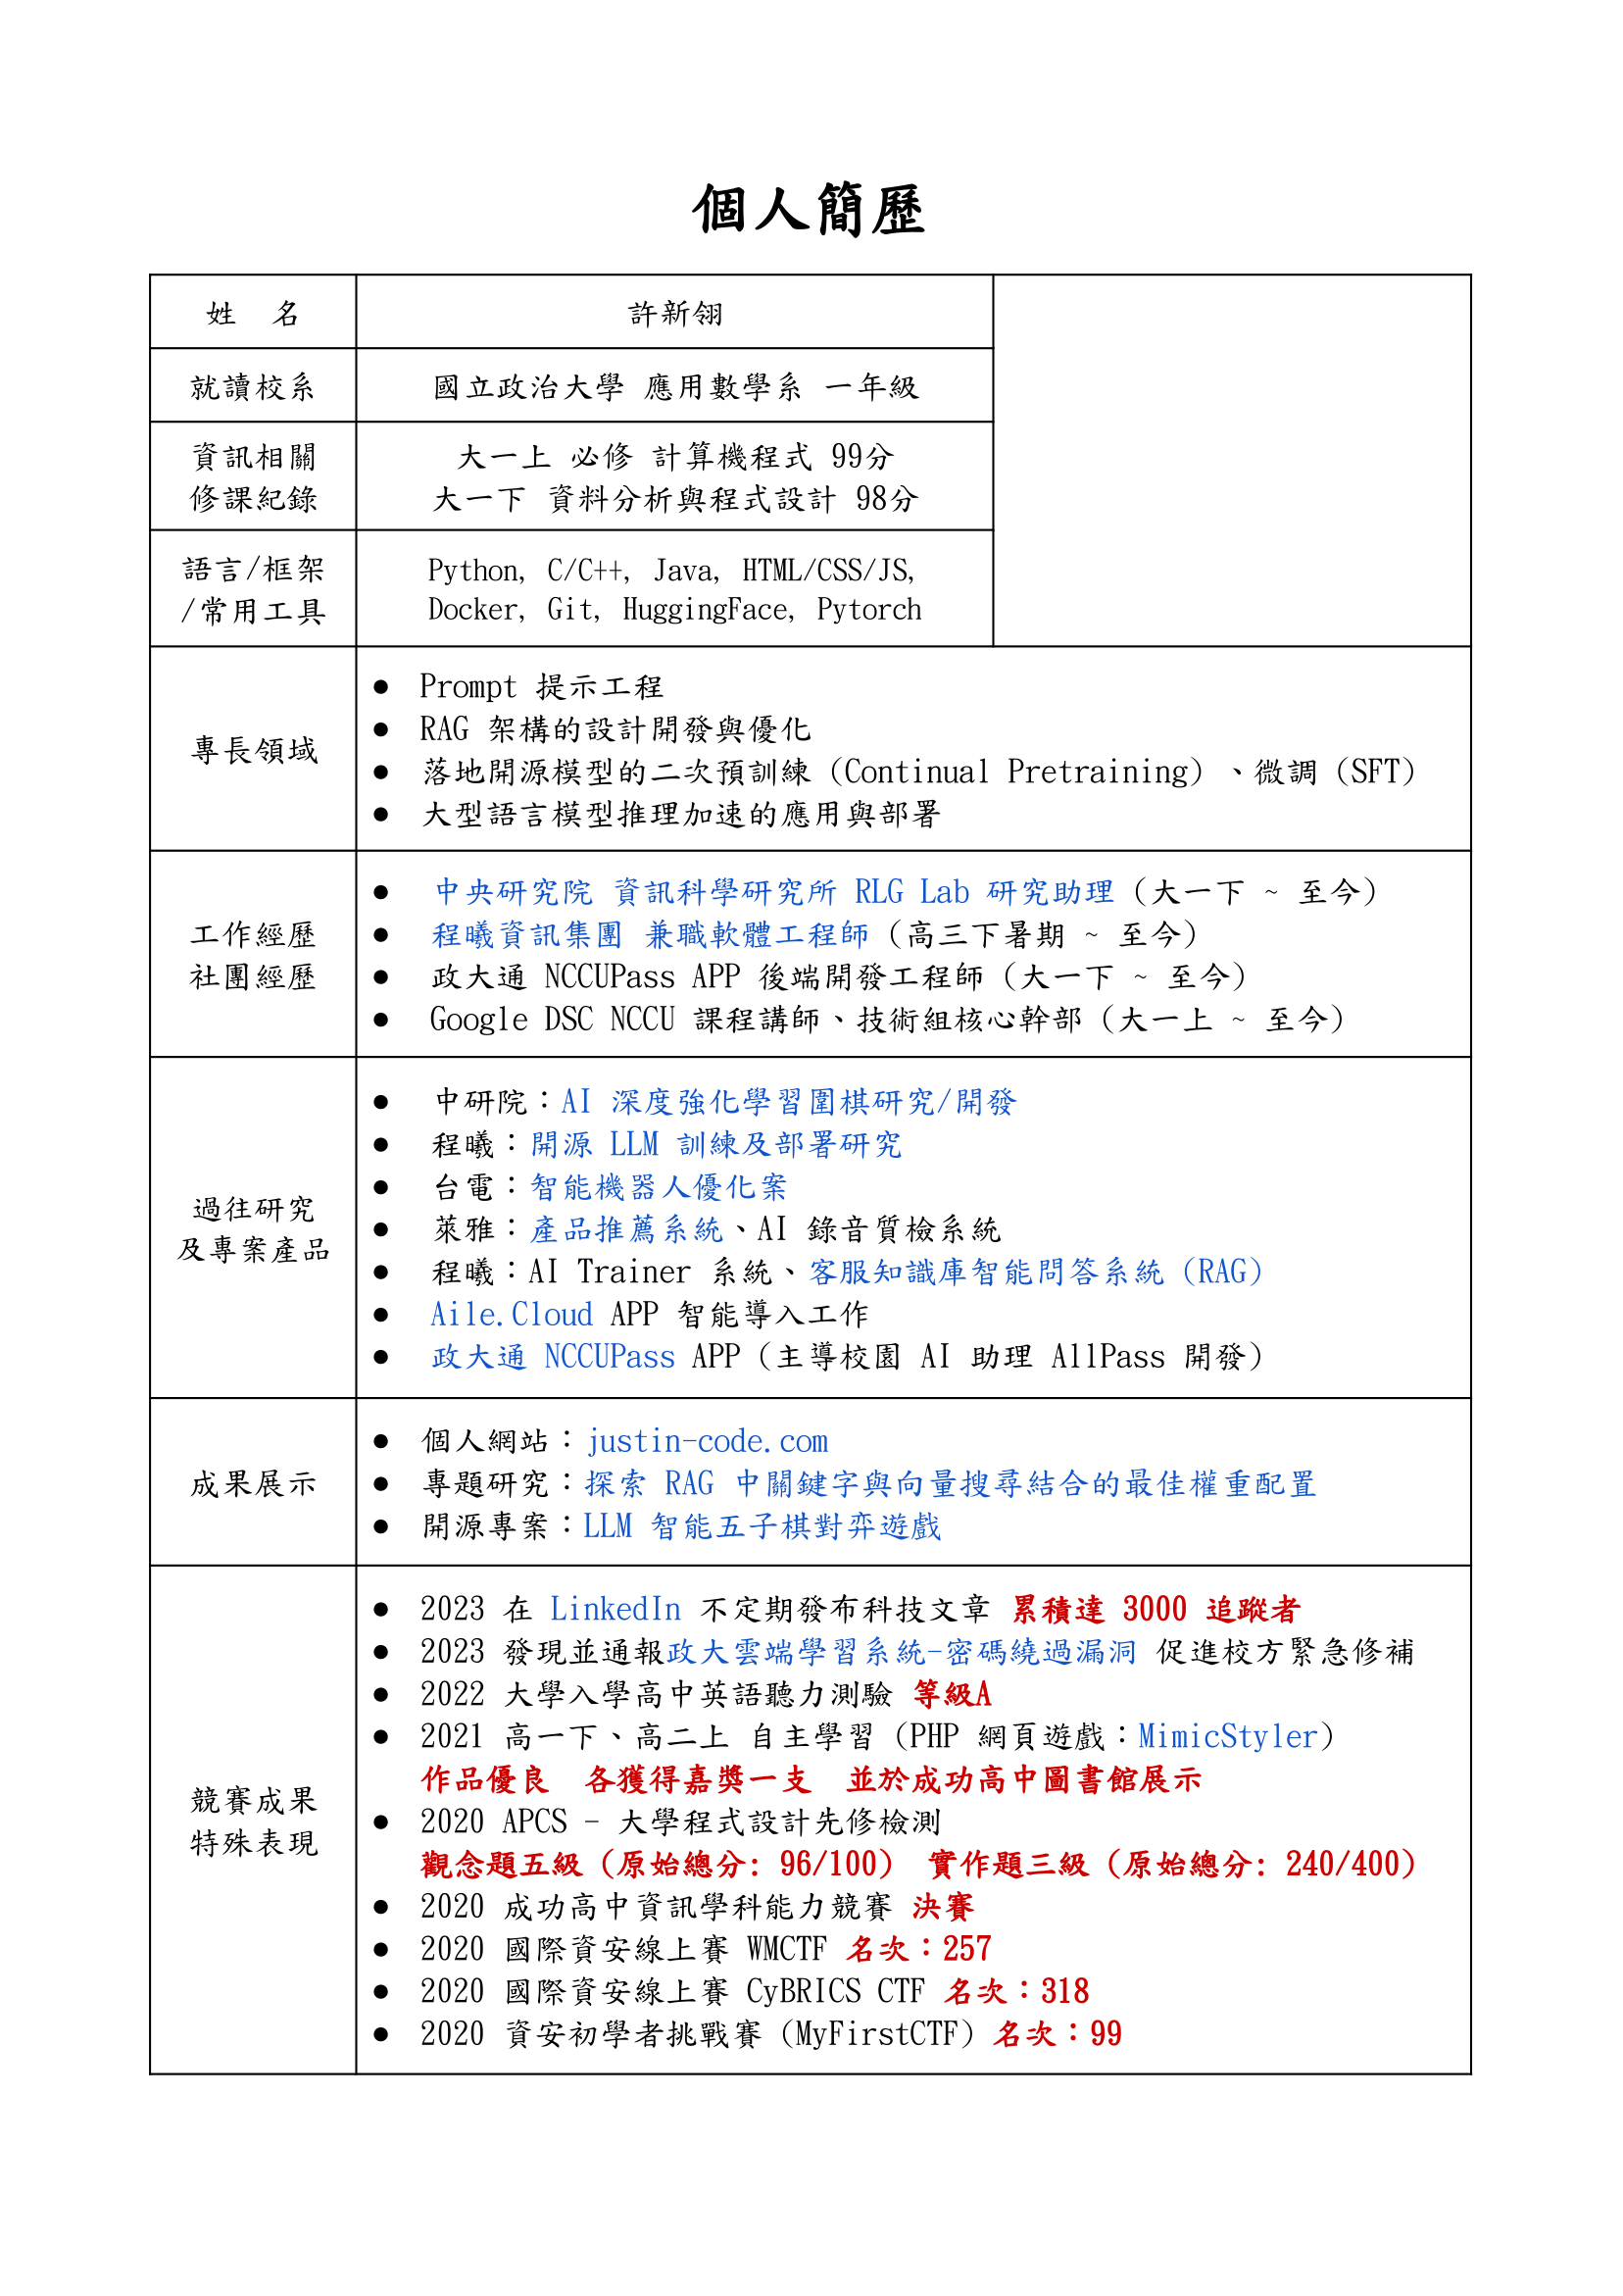 個人簡歷
姓 名
許新翎
就讀校系
國立政治大學 應用數學系 一年級
資訊相關
修課紀錄
大一上 必修 計算機程式 99分
大一下 資料分析與程式設計 98分
語言/框架
/常用工具
Python, C/C++, Java, HTML/CSS/JS,
Docker, Git, HuggingFace, Pytorch
專長領域
● Prompt 提示工程
● RAG 架構的設計開發與優化
● 落地開源模型的二次預訓練（Continual Pretraining）、微調（SFT）
● 大型語言模型推理加速的應用與部署
工作經歷
社團經歷
● 中央研究院 資訊科學研究所 RLG Lab 研究助理（大一下 ~ 至今）
● 程曦資訊集團 兼職軟體工程師（高三下暑期 ~ 至今）
● 政大通 NCCUPass APP 後端開發工程師（大一下 ~ 至今）
● Google DSC NCCU 課程講師、技術組核心幹部（大一上 ~ 至今）
過往研究
及專案產品
● 中研院：AI 深度強化學習圍棋研究/開發
● 程曦：開源 LLM 訓練及部署研究
● 台電：智能機器人優化案
● 萊雅：產品推薦系統、AI 錄音質檢系統
● 程曦：AI Trainer 系統、客服知識庫智能問答系統（RAG）
● Aile.Cloud APP 智能導入工作
● 政大通 NCCUPass APP（主導校園 AI 助理 AllPass 開發）
成果展示
● 個人網站：justin-code.com
● 專題研究：探索 RAG 中關鍵字與向量搜尋結合的最佳權重配置
● 開源專案：LLM 智能五子棋對弈遊戲
競賽成果
特殊表現
● 2023 在 LinkedIn 不定期發布科技文章 累積達 3000 追蹤者
● 2023 發現並通報政大雲端學習系統-密碼繞過漏洞 促進校方緊急修補
● 2022 大學入學高中英語聽力測驗 等級A
● 2021 高一下、高二上 自主學習（PHP 網頁遊戲：MimicStyler）
作品優良 各獲得嘉獎一支 並於成功高中圖書館展示
● 2020 APCS - 大學程式設計先修檢測
觀念題五級（原始總分: 96/100） 實作題三級（原始總分: 240/400）
● 2020 成功高中資訊學科能力競賽 決賽
● 2020 國際資安線上賽 WMCTF 名次：257
● 2020 國際資安線上賽 CyBRICS CTF 名次：318
● 2020 資安初學者挑戰賽（MyFirstCTF）名次：99